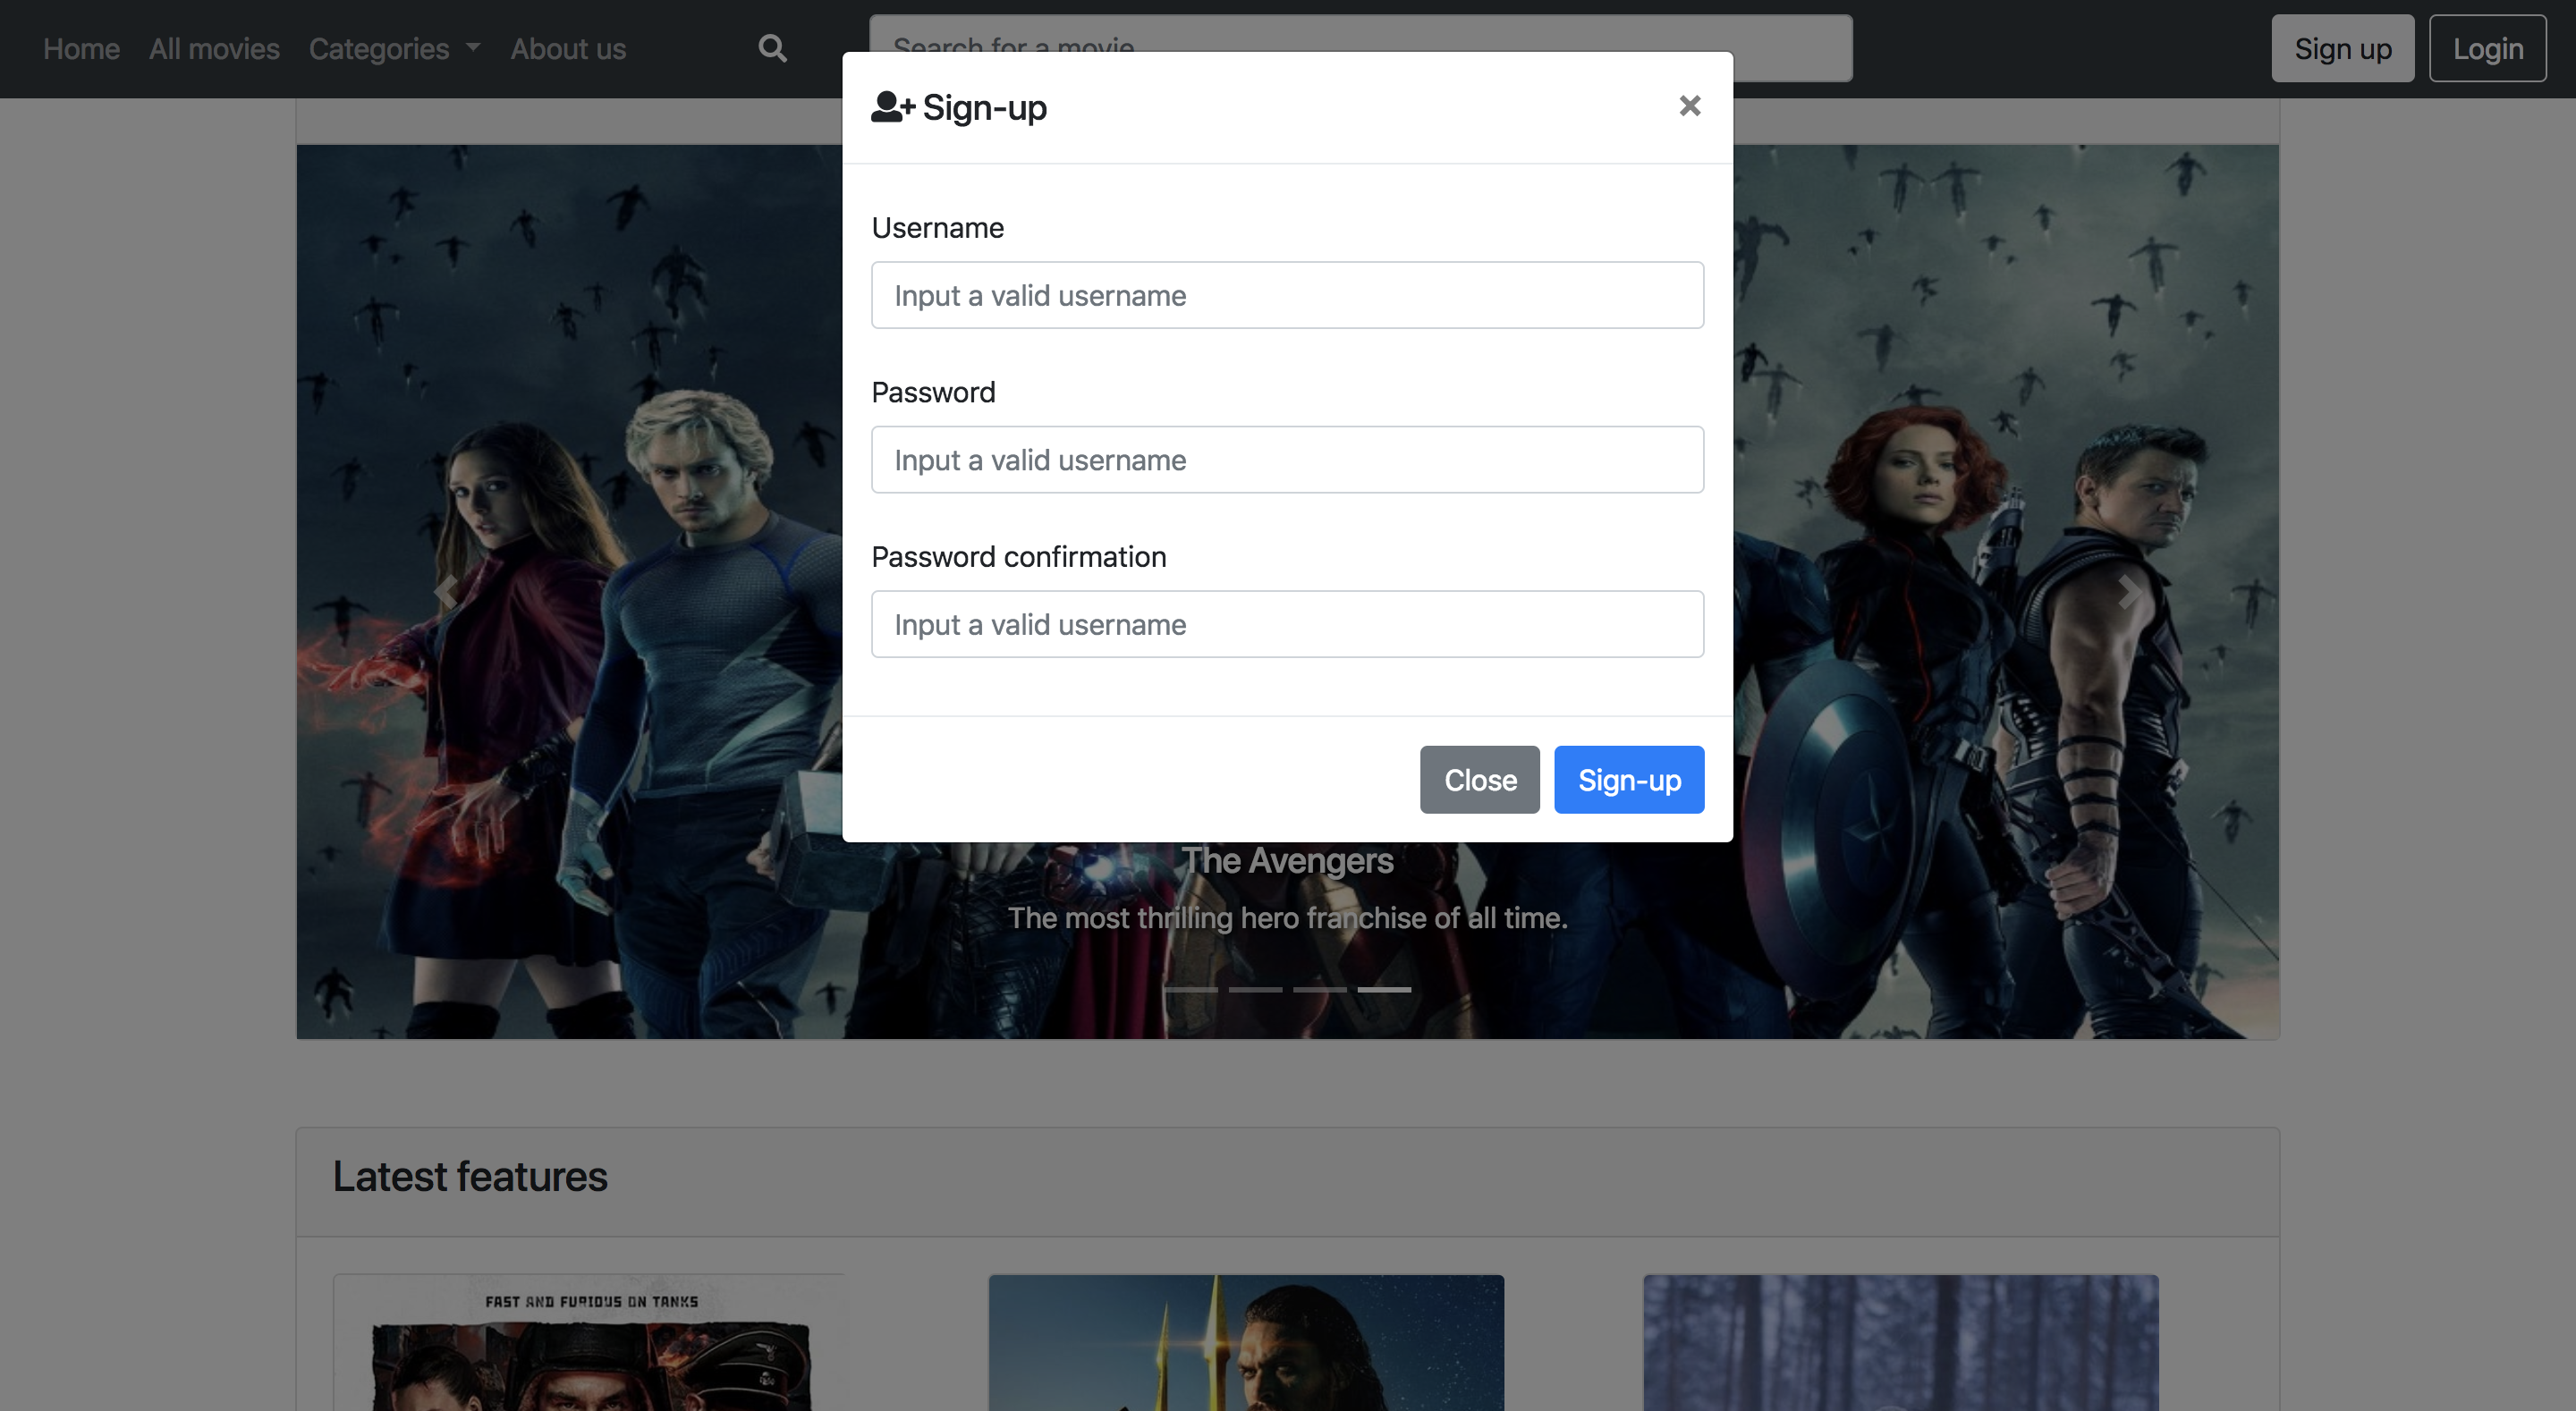 Home All movies Categories About us Search for a movie Sign up Login
Sign-up ×
Username
Input a valid username
Password
Input a valid username
Password confirmation
Input a valid username
Close Sign-up
The Avengers
The most thrilling hero franchise of all time.
Latest features
FAST AND FURIOUS ON TANKS